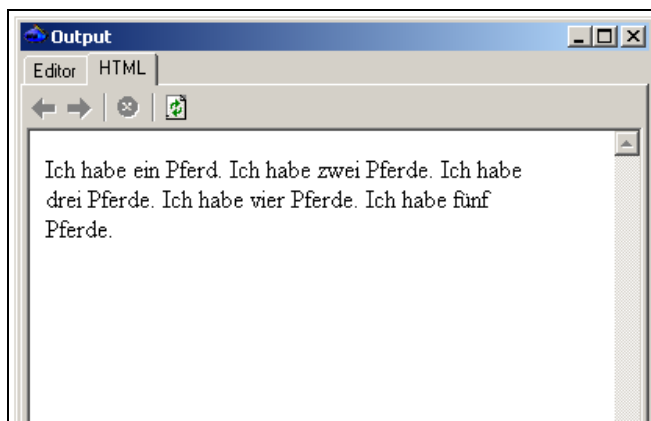 Output
Editor HTML
Ich habe ein Pferd. Ich habe zwei Pferde. Ich habe
drei Pferde. Ich habe vier Pferde. Ich habe fünf
Pferde.